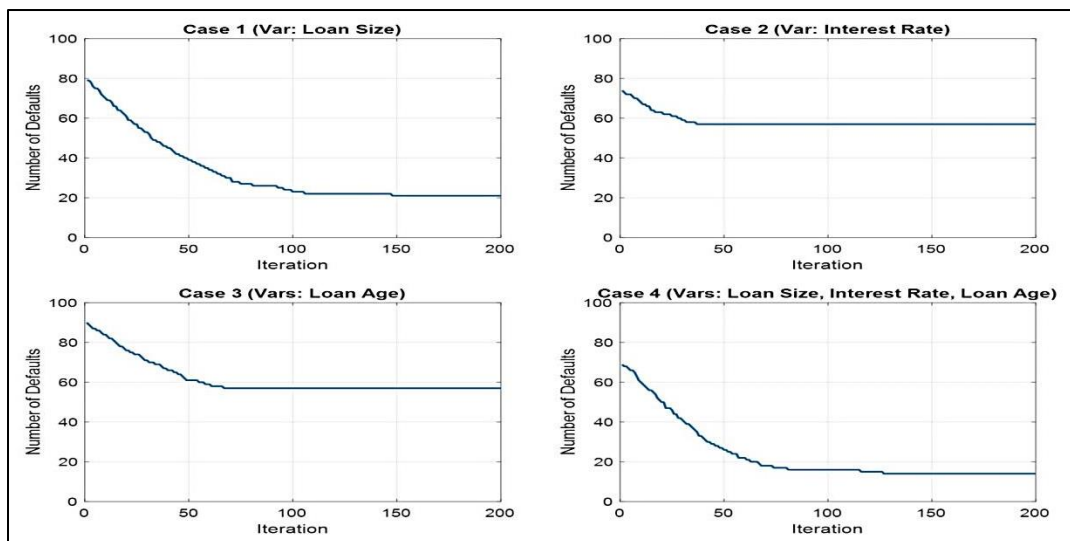 Case 1 (Var: Loan Size)
Number of Defaults
100
80
60
40
20
0
0 50 100 150 200
Iteration
Case 2 (Var: Interest Rate)
Number of Defaults
100
80
60
40
20
0
0 50 100 150 200
Iteration
Case 3 (Vars: Loan Age)
Number of Defaults
100
80
60
40
20
0
0 50 100 150 200
Iteration
Case 4 (Vars: Loan Size, Interest Rate, Loan Age)
Number of Defaults
100
80
60
40
20
0
0 50 100 150 200
Iteration